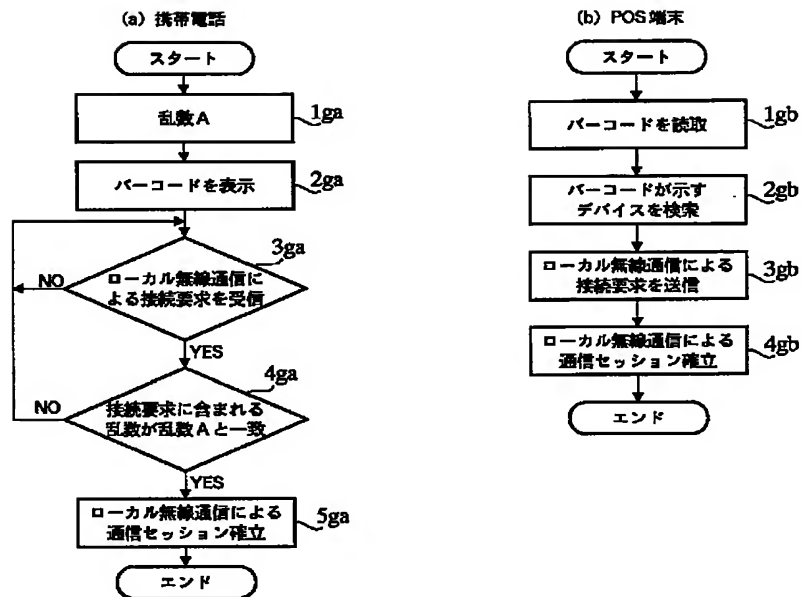 (a) 携帯電話
スタート
乱数A
1ga
バーコードを表示
2ga
3ga
ローカル無線通信に
よる接続要求を受信
NO
YES
4ga
接続要求に含まれる
乱数が乱数Aと一致
NO
YES
ローカル無線通信による
通信セッション確立
5ga
エンド
(b) POS端末
スタート
バーコードを読取
1gb
バーコードが示す
デバイスを検索
2gb
ローカル無線通信による
接続要求を送信
3gb
ローカル無線通信による
通信セッション確立
4gb
エンド